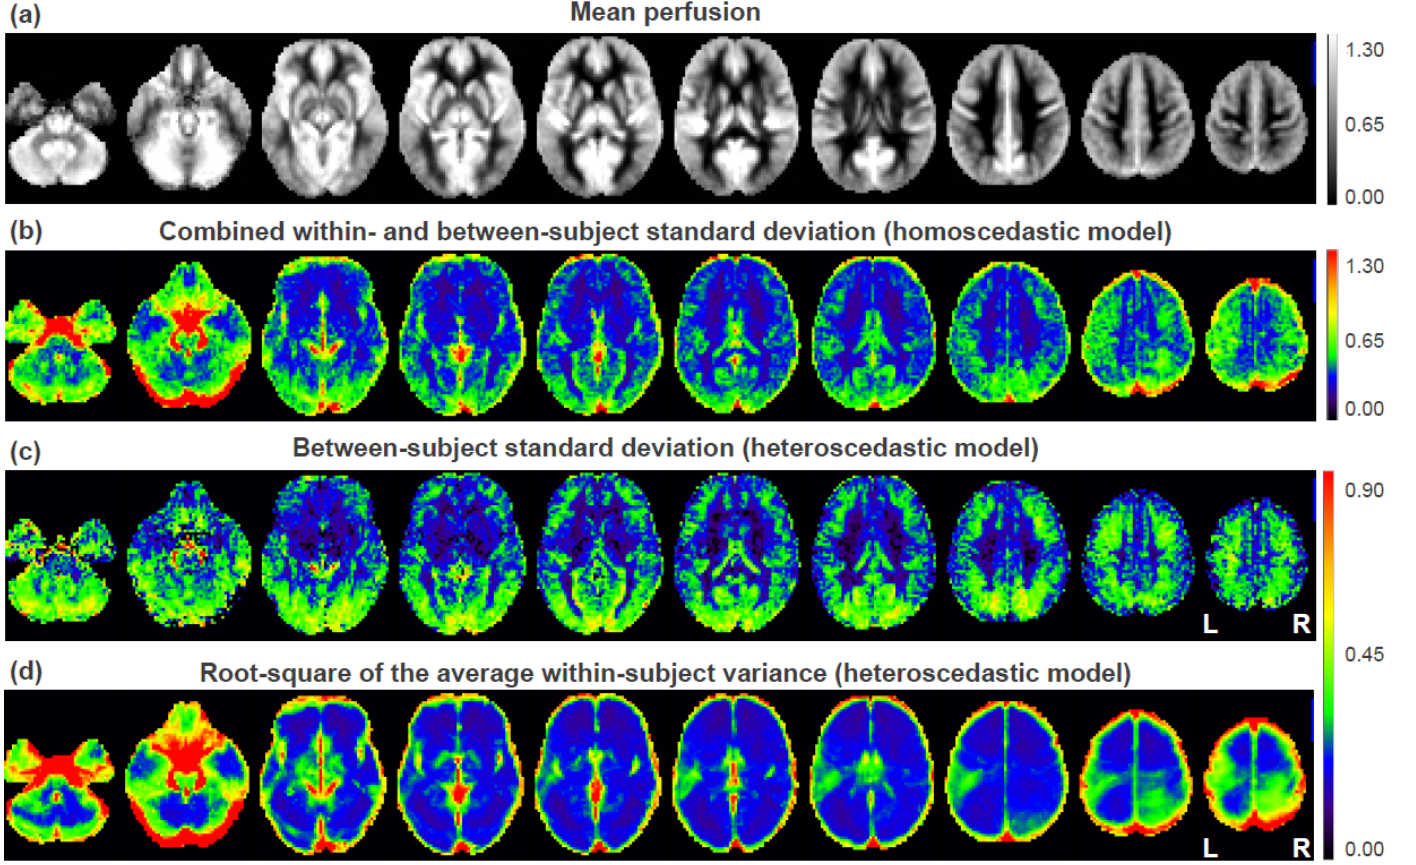 (a) Mean perfusion
1.30
0.65
0.00
(b) Combined within- and between-subject standard deviation (homoscedastic model)
1.30
0.65
0.00
(c) Between-subject standard deviation (heteroscedastic model)
0.90
L R
0.45
(d) Root-square of the average within-subject variance (heteroscedastic model)
L R
0.00